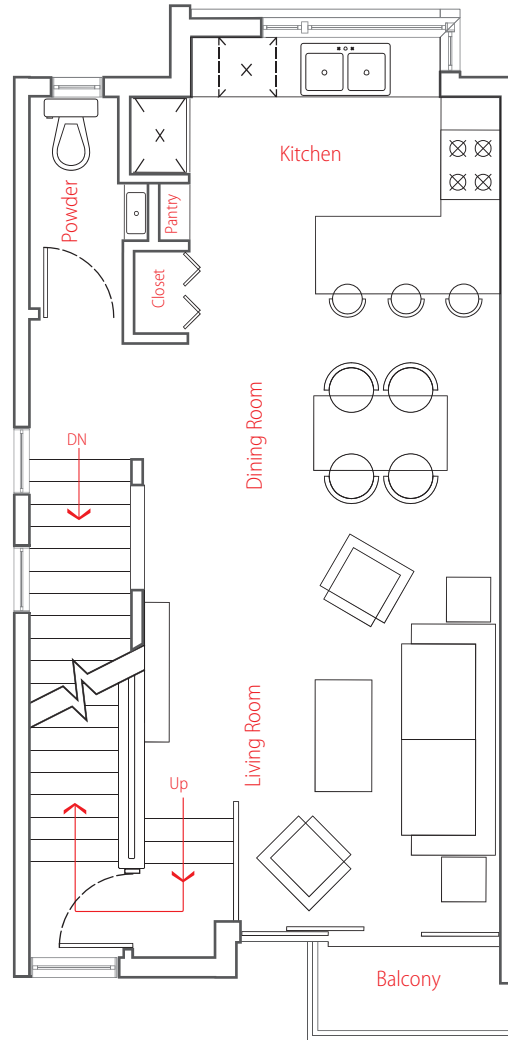 Kitchen
Powder
Pantry
Closet
Dining Room
DN
Living Room
Up
Balcony